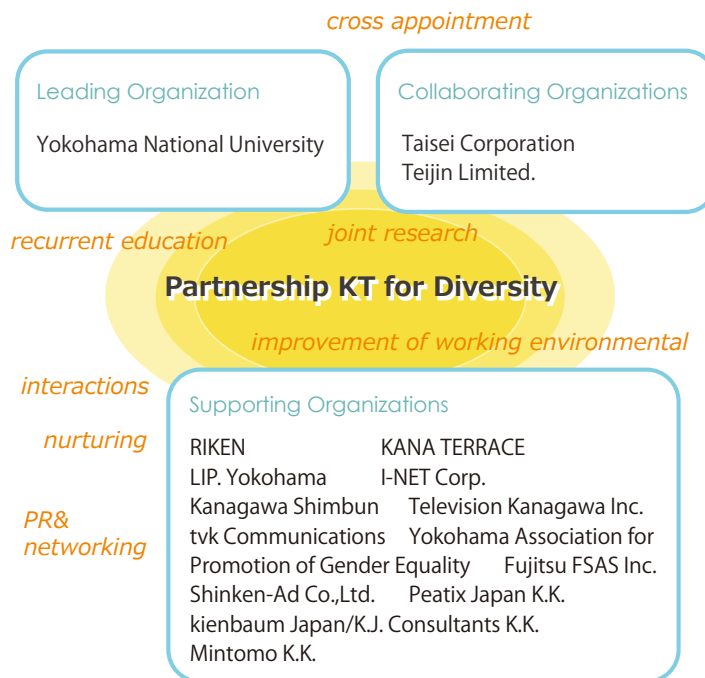 cross appointment
Leading Organization
Yokohama National University
Collaborating Organizations
Taisei Corporation
Teijin Limited.
recurrent education
joint research
Partnership KT for Diversity
improvement of working environmental
interactions
nurturing
PR&
networking
Supporting Organizations
RIKEN KANA TERRACE
LIP. Yokohama I-NET Corp.
Kanagawa Shimbun Television Kanagawa Inc.
tvk Communications Yokohama Association for
Promotion of Gender Equality Fujitsu FSAS Inc.
Shinken-Ad Co.,Ltd. Peatix Japan K.K.
kienbaum Japan/K.J. Consultants K.K.
Mintomo K.K.